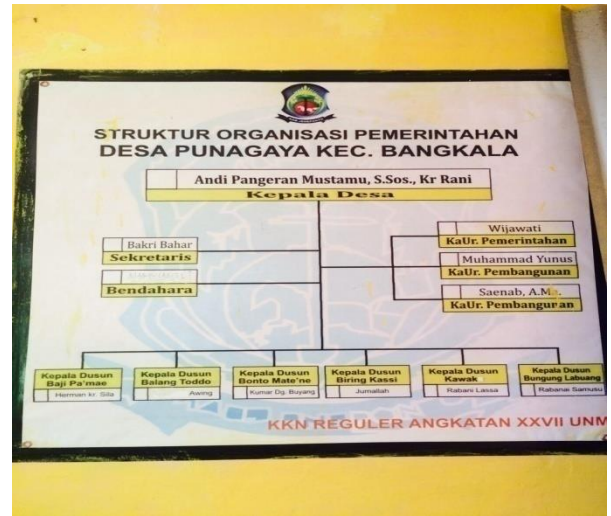 STRUKTUR ORGANISASI PEMERINTAHAN
DESA PUNAGAYA KEC. BANGKALA
Andi Pangeran Mustamu, S.Sos., Kr Rani
Kepala Desa
Bakri Bahar
Sekretaris
Bendahara
Wijawati
KaUr. Pemerintahan
Muhammad Yunus
KaUr. Pembangunan
Saenab, A.Ma.
KaUr. Pembangunan
Kepala Dusun
Baji Pa'mae
Herman kr. Sila
Kepala Dusun
Balang Toddo
Awing
Kepala Dusun
Bonto Mate'ne
Kumar Dg. Buyang
Kepala Dusun
Biring Kassi
Jumallah
Kepala Dusun
Kawak
Rabani Lassa
Kepala Dusun
Bungung Labuang
Rabanai Samusu
KKN REGULER ANGKATAN XXVII UNM